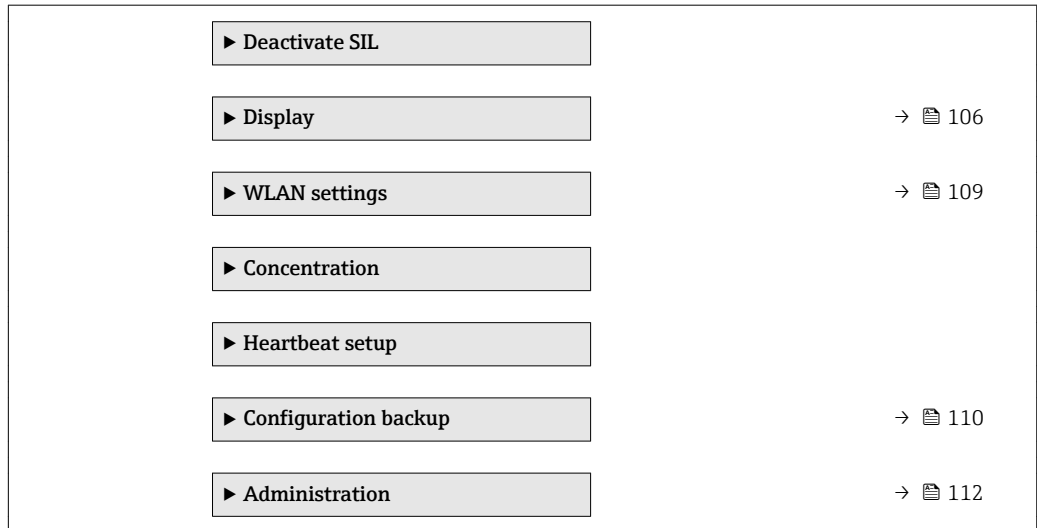 ▶ Deactivate SIL
▶ Display → 106
▶ WLAN settings → 109
▶ Concentration
▶ Heartbeat setup
▶ Configuration backup → 110
▶ Administration → 112